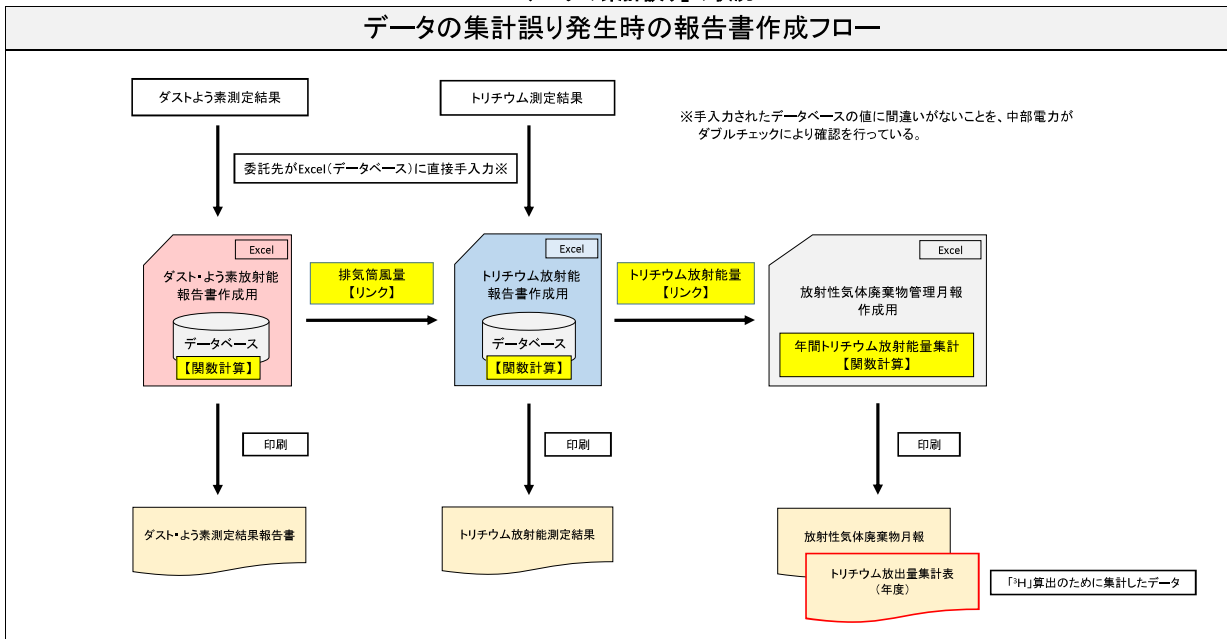 データの集計誤り発生時の報告書作成フロー
ダストよう素測定結果
トリチウム測定結果
※手入力されたデータベースの値に間違いがないことを、中部電力が
ダブルチェックにより確認を行っている。
委託先がExcel(データベース)に直接手入力※
Excel
ダスト・よう素放射能
報告書作成用
データベース
【関数計算】
排気筒風量
【リンク】
Excel
トリチウム放射能
報告書作成用
データベース
【関数計算】
トリチウム放射能量
【リンク】
Excel
放射性気体廃棄物管理月報
作成用
年間トリチウム放射能量集計
【関数計算】
印刷
印刷
印刷
ダスト・よう素測定結果報告書
トリチウム放射能測定結果
放射性気体廃棄物月報
トリチウム放出量集計表
(年度)
「³H」算出のために集計したデータ